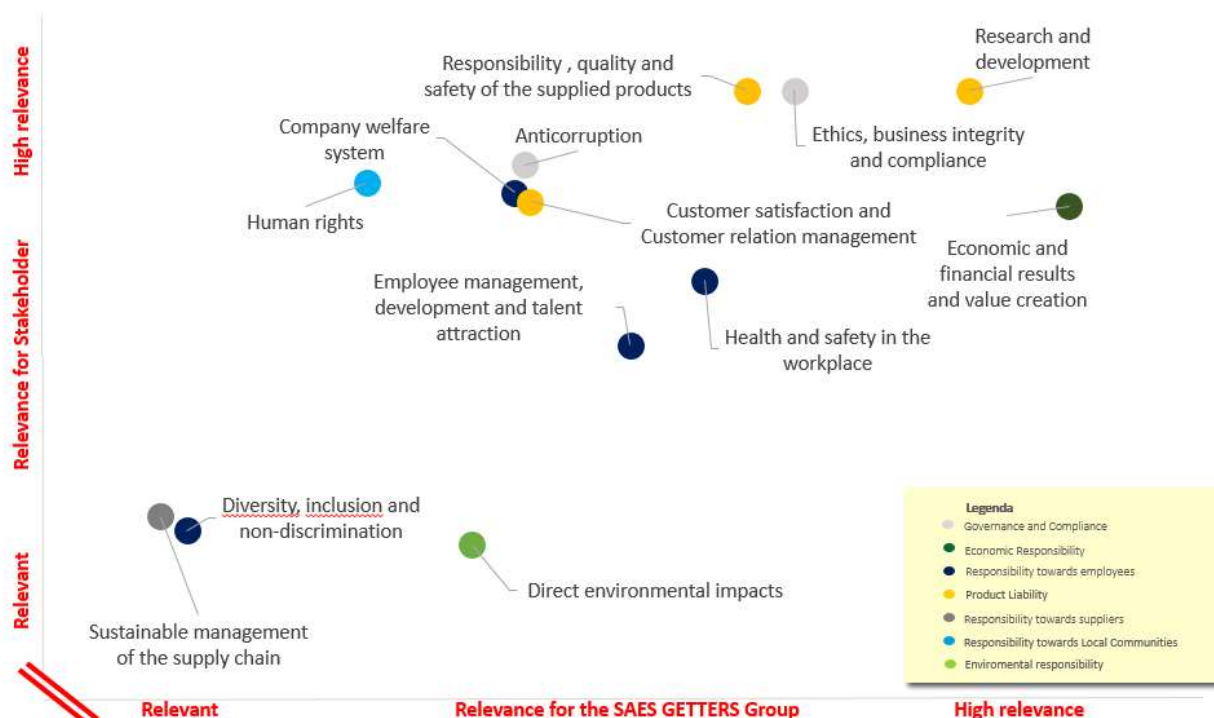 High relevance
Relevance for Stakeholder
Relevant
Research and
development
Responsibility , quality and
safety of the supplied products
Company welfare
system
Anticorruption
Ethics, business integrity
and compliance
Human rights
Customer satisfaction and
Customer relation management
Economic and
financial results
and value creation
Employee management,
development and talent
attraction
Health and safety in the
workplace
Diversity, inclusion and
non-discrimination
Direct environmental impacts
Sustainable management
of the supply chain
Legenda
Governance and Compliance
Economic Responsibility
Responsibility towards employees
Product Liability
Responsibility towards suppliers
Responsibility towards Local Communities
Enviromental responsibility
Relevant
Relevance for the SAES GETTERS Group
High relevance